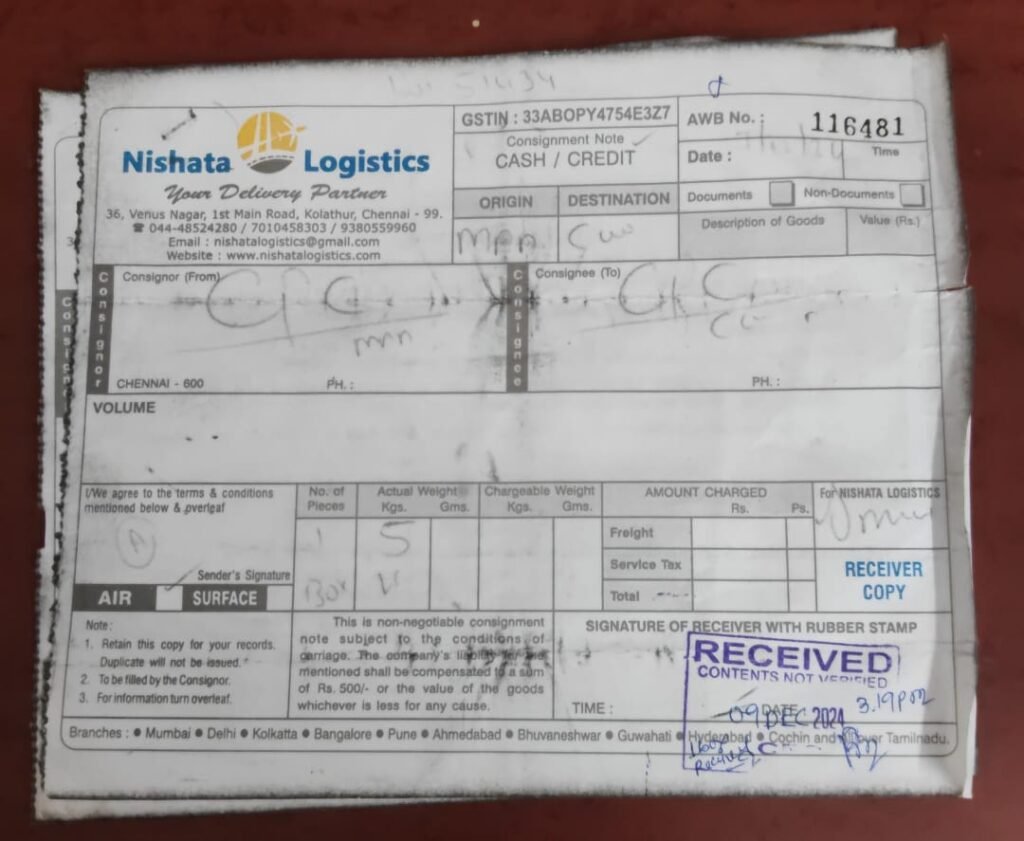 Nishata Logistics
Your Delivery Partner
36, Venus Nagar, 1st Main Road, Kolathur, Chennai - 99.
☎ 044-48524280 / 7010458303 / 9380559960
Email : nishatalogistics@gmail.com
Website : www.nishatalogistics.com
GSTIN : 33ABOPY4754E3Z7
Consignment Note
CASH / CREDIT
ORIGIN DESTINATION
AWB No. : 116481
Date : Time
Documents Non-Documents
Description of Goods Value (Rs.)
Consignor
Consignor (From)
CHENNAI - 600 PH. :
Consignee
Consignee (To)
PH. :
VOLUME
I/We agree to the terms & conditions
mentioned below & overleaf
A
Sender's Signature
AIR SURFACE
No. of
Pieces
1
Box
Actual Weight
Kgs. Gms.
5
Chargeable Weight
Kgs. Gms.
AMOUNT CHARGED
Rs. Ps.
Freight
Service Tax
Total
For NISHATA LOGISTICS
RECEIVER
COPY
Note :
1. Retain this copy for your records.
Duplicate will not be issued.
2. To be filled by the Consignor.
3. For information turn overleaf.
This is non-negotiable consignment
note subject to the conditions of
carriage. The company's liability
mentioned shall be compensated to a sum
of Rs. 500/- or the value of the goods
whichever is less for any cause.
SIGNATURE OF RECEIVER WITH RUBBER STAMP
TIME : DATE
RECEIVED
CONTENTS NOT VERIFIED
09 DEC 2024 3.19pm
1 box
Received
Branches : ● Mumbai ● Delhi ● Kolkatta ● Bangalore ● Pune ● Ahmedabad ● Bhuvaneshwar ● Guwahati ● Hyderabad ● Cochin and all over Tamilnadu.